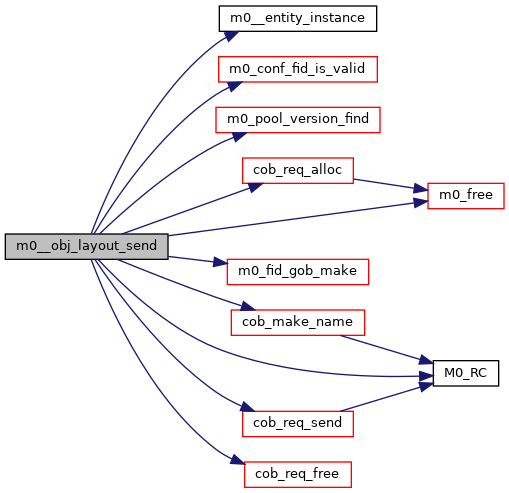 m0__entity_instance
m0_conf_fid_is_valid
m0_pool_version_find
cob_req_alloc
m0_free
m0__obj_layout_send
m0_fid_gob_make
cob_make_name
M0_RC
cob_req_send
cob_req_free